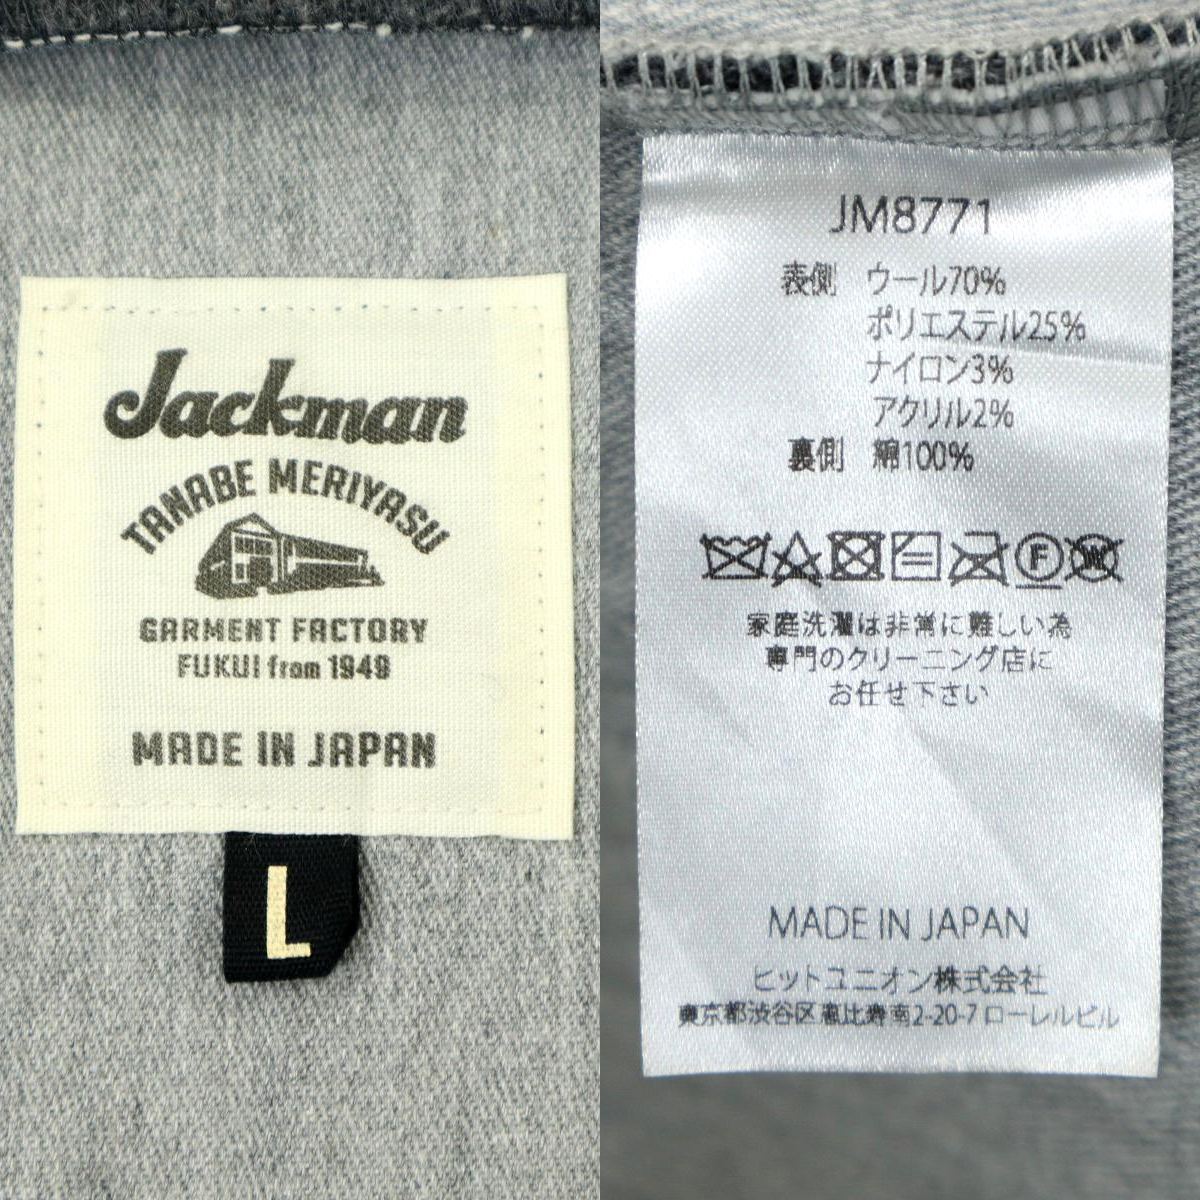 Jackman
TANABE MERIYASU
GARMENT FACTORY
FUKUI from 1949
MADE IN JAPAN
L
JM8771
表側 ウール70%
ポリエステル25%
ナイロン3%
アクリル2%
裏側 綿100%
F W
家庭洗濯は非常に難しい為
専門のクリーニング店に
お任せ下さい
MADE IN JAPAN
ヒットユニオン株式会社
東京都渋谷区恵比寿南2-20-7 ローレルビル